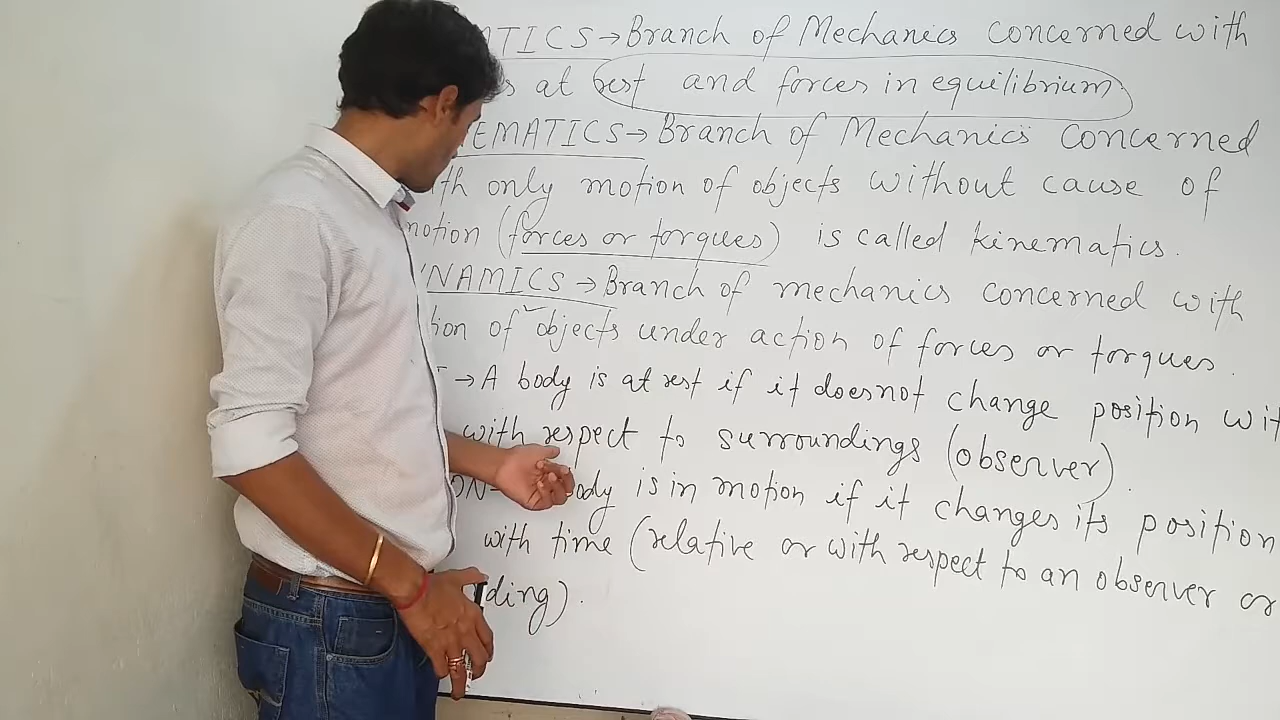 TICS → Branch of Mechanics concerned with
at rest and forces in equilibrium
EMATICS → Branch of Mechanics concerned
only motion of objects without cause of
motion (forces or torques) is called kinematics.
NAMICS → Branch of mechanics concerned with
of objects under action of forces or torques.
→ A body is at rest if it does not change position wit
with respect to surroundings (observer).
body is in motion if it changes its position
with time (relative or with respect to an observer or
ding).